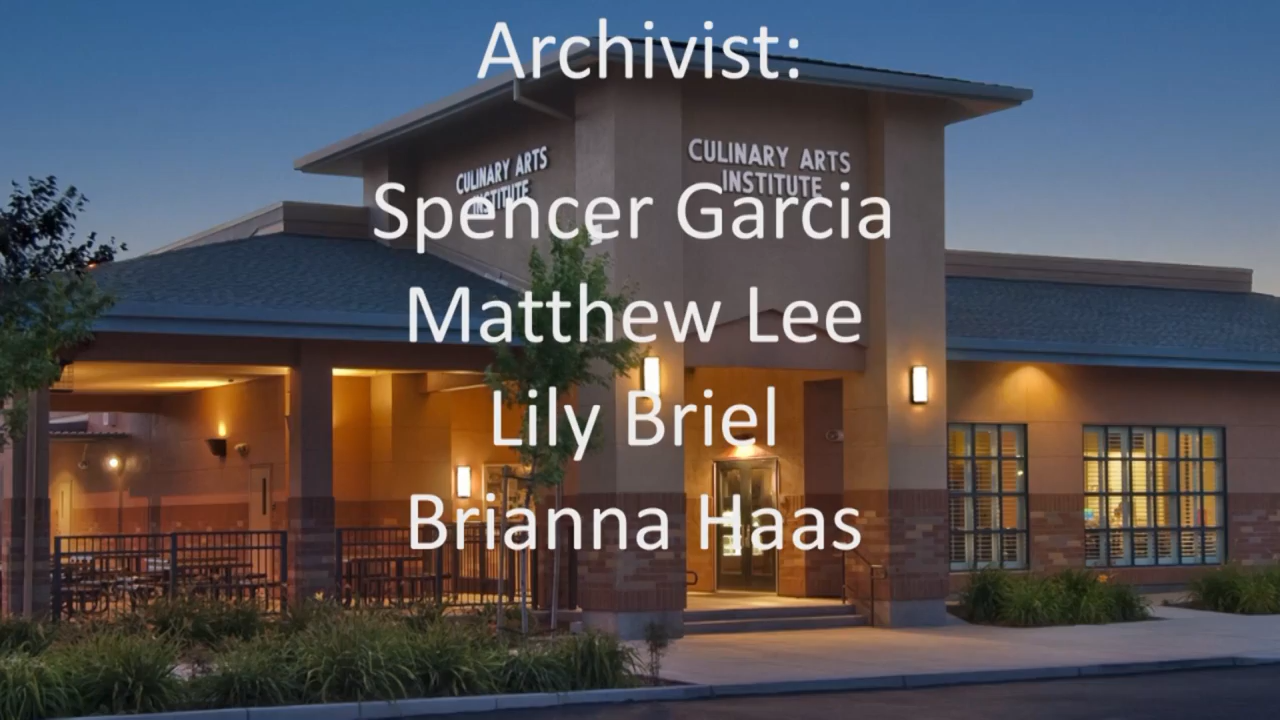 Archivist:
CULINARY ARTS
INSTITUTE
CULINARY ARTS
INSTITUTE
Spencer Garcia
Matthew Lee
Lily Briel
Brianna Haas